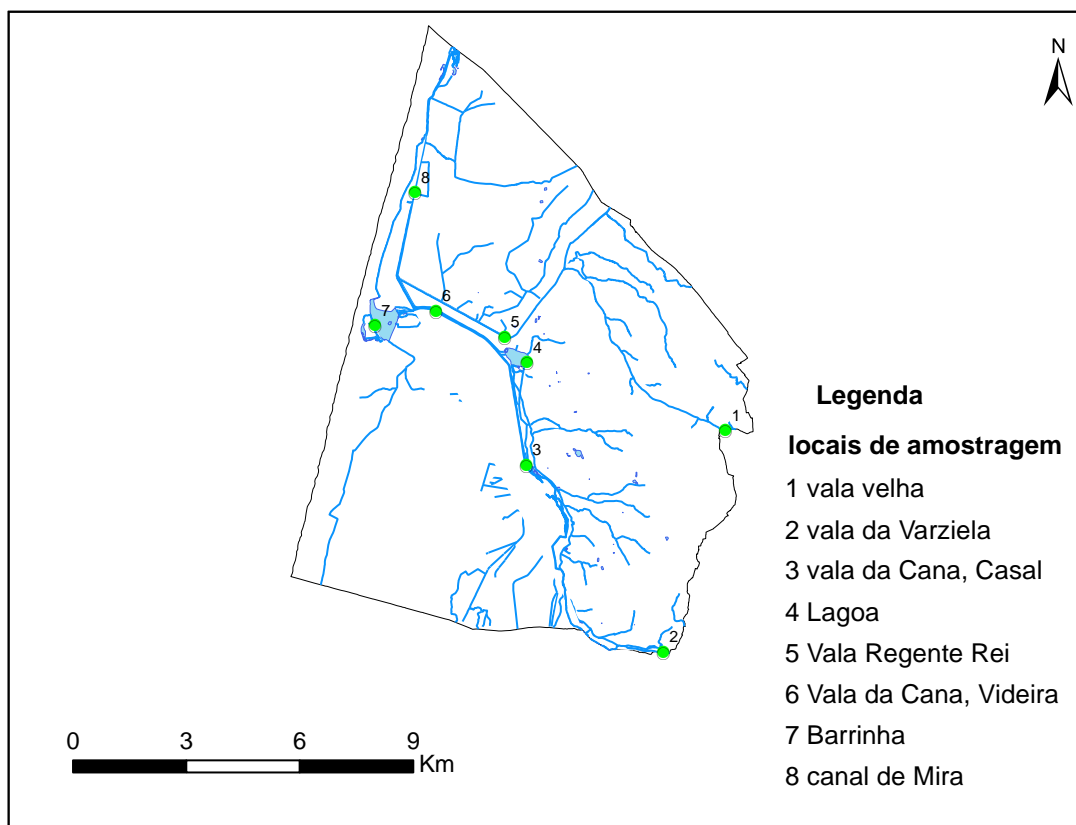 N
8
6
7
5
4
1
3
2
Legenda
locais de amostragem
1 vala velha
2 vala da Varziela
3 vala da Cana, Casal
4 Lagoa
5 Vala Regente Rei
6 Vala da Cana, Videira
7 Barrinha
8 canal de Mira
0 3 6 9
Km